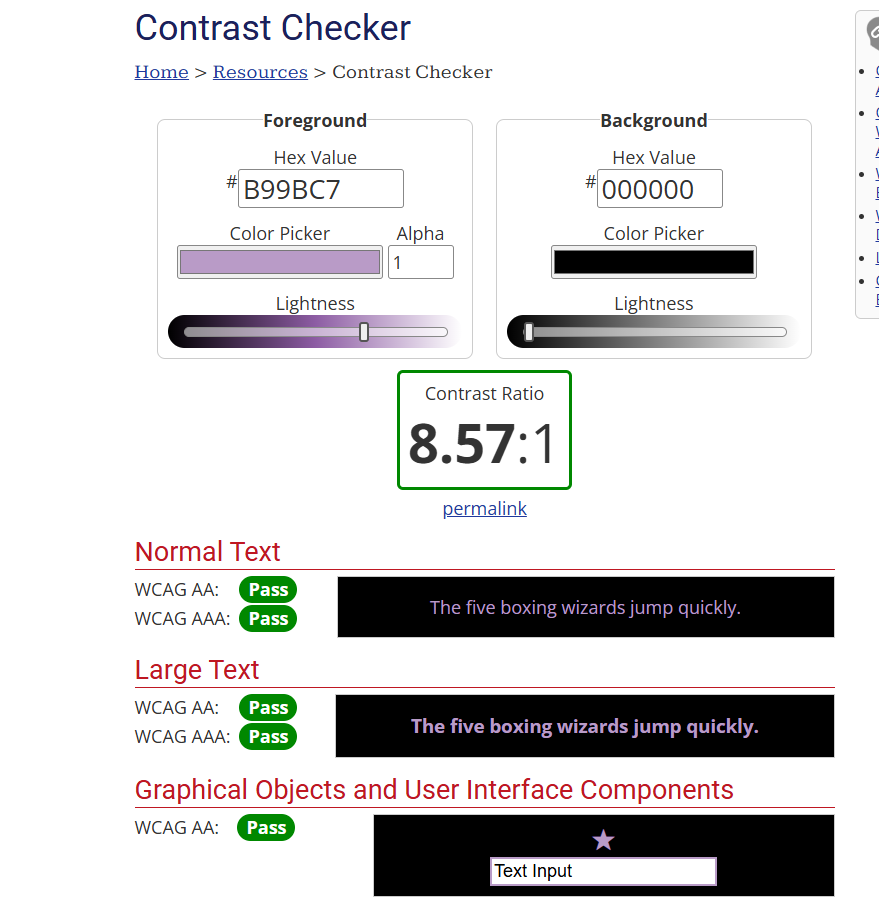 Contrast Checker
Home > Resources > Contrast Checker
Foreground
Hex Value
#B99BC7
Color Picker Alpha
1
Lightness
Background
Hex Value
#000000
Color Picker
Lightness
Contrast Ratio
8.57:1
permalink
Normal Text
WCAG AA: Pass
WCAG AAA: Pass
The five boxing wizards jump quickly.
Large Text
WCAG AA: Pass
WCAG AAA: Pass
The five boxing wizards jump quickly.
Graphical Objects and User Interface Components
WCAG AA: Pass
Text Input